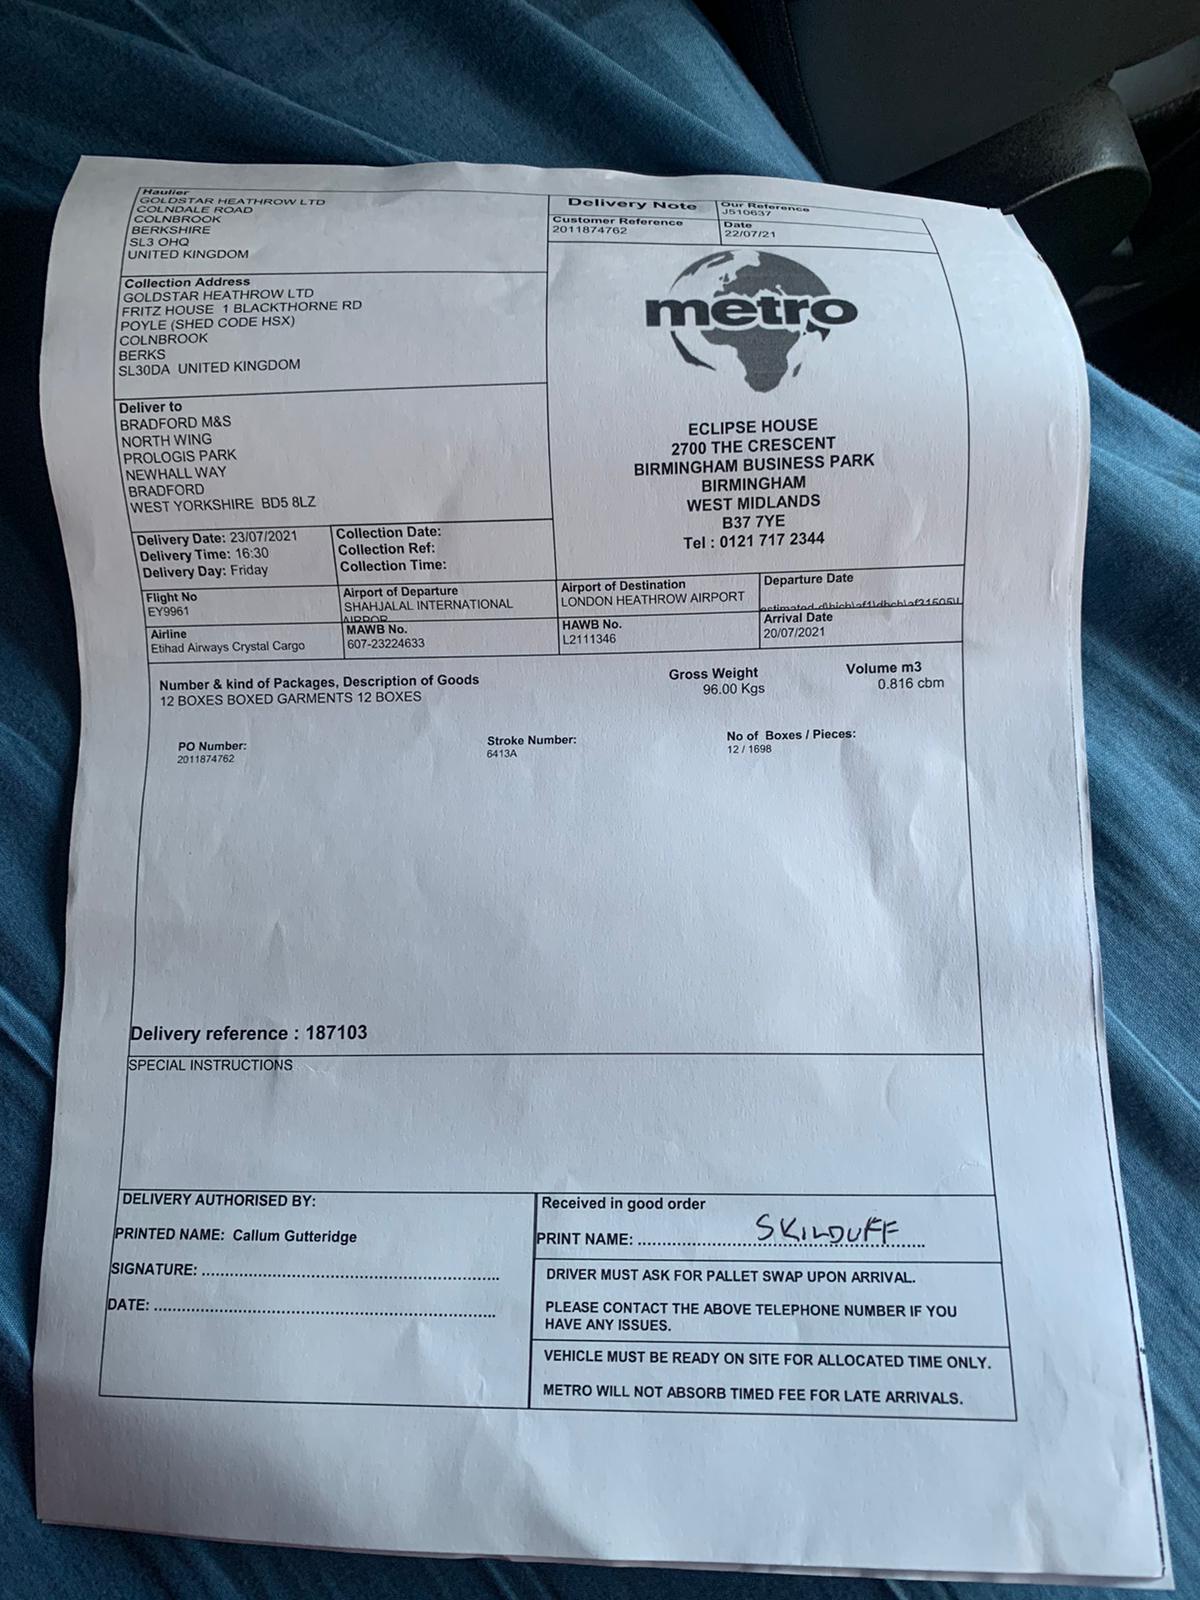 Haulier
GOLDSTAR HEATHROW LTD
COLNDALE ROAD
COLNBROOK
BERKSHIRE
SL3 OHQ
UNITED KINGDOM
Delivery Note
Our Reference
J510637
Customer Reference
2011874762
Date
22/07/21
Collection Address
GOLDSTAR HEATHROW LTD
FRITZ HOUSE 1 BLACKTHORNE RD
POYLE (SHED CODE HSX)
COLNBROOK
BERKS
SL30DA UNITED KINGDOM
metro
Deliver to
BRADFORD M&S
NORTH WING
PROLOGIS PARK
NEWHALL WAY
BRADFORD
WEST YORKSHIRE BD5 8LZ
ECLIPSE HOUSE
2700 THE CRESCENT
BIRMINGHAM BUSINESS PARK
BIRMINGHAM
WEST MIDLANDS
B37 7YE
Tel : 0121 717 2344
Delivery Date: 23/07/2021
Delivery Time: 16:30
Delivery Day: Friday
Collection Date:
Collection Ref:
Collection Time:
Flight No
EY9961
Airport of Departure
SHAHJALAL INTERNATIONAL
Airport of Destination
LONDON HEATHROW AIRPORT
Departure Date
Airline
Etihad Airways Crystal Cargo
MAWB No.
607-23224633
HAWB No.
L2111346
Arrival Date
20/07/2021
Number & kind of Packages, Description of Goods
12 BOXES BOXED GARMENTS 12 BOXES
Gross Weight
96.00 Kgs
Volume m3
0.816 cbm
PO Number:
2011874762
Stroke Number:
6413A
No of Boxes / Pieces:
12 / 1698
Delivery reference : 187103
SPECIAL INSTRUCTIONS
DELIVERY AUTHORISED BY:
PRINTED NAME: Callum Gutteridge
SIGNATURE:
DATE:
Received in good order
PRINT NAME: SKILDUFF
DRIVER MUST ASK FOR PALLET SWAP UPON ARRIVAL.
PLEASE CONTACT THE ABOVE TELEPHONE NUMBER IF YOU
HAVE ANY ISSUES.
VEHICLE MUST BE READY ON SITE FOR ALLOCATED TIME ONLY.
METRO WILL NOT ABSORB TIMED FEE FOR LATE ARRIVALS.